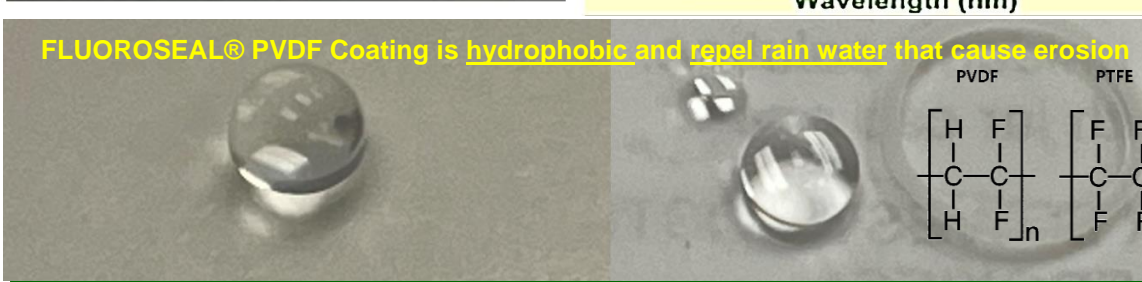 Wavelength (nm)
FLUOROSEAL® PVDF Coating is hydrophobic and repel rain water that cause erosion
PVDF
PTFE
H F
C C
H F
n
F F
C C
F F